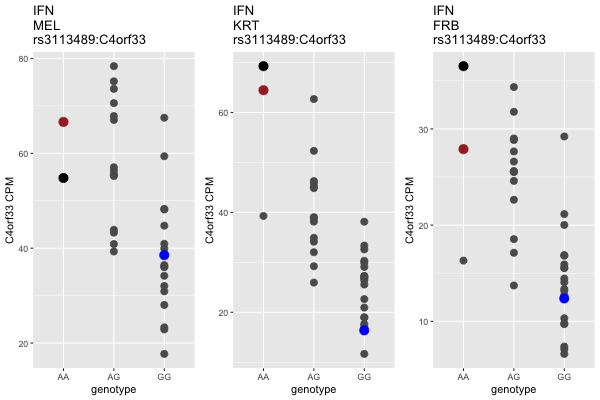 IFN
MEL
rs3113489:C4orf33
80
60
40
20
C4orf33 CPM
AA AG GG
genotype
IFN
KRT
rs3113489:C4orf33
60
40
20
C4orf33 CPM
AA AG GG
genotype
IFN
FRB
rs3113489:C4orf33
30
20
10
C4orf33 CPM
AA AG GG
genotype